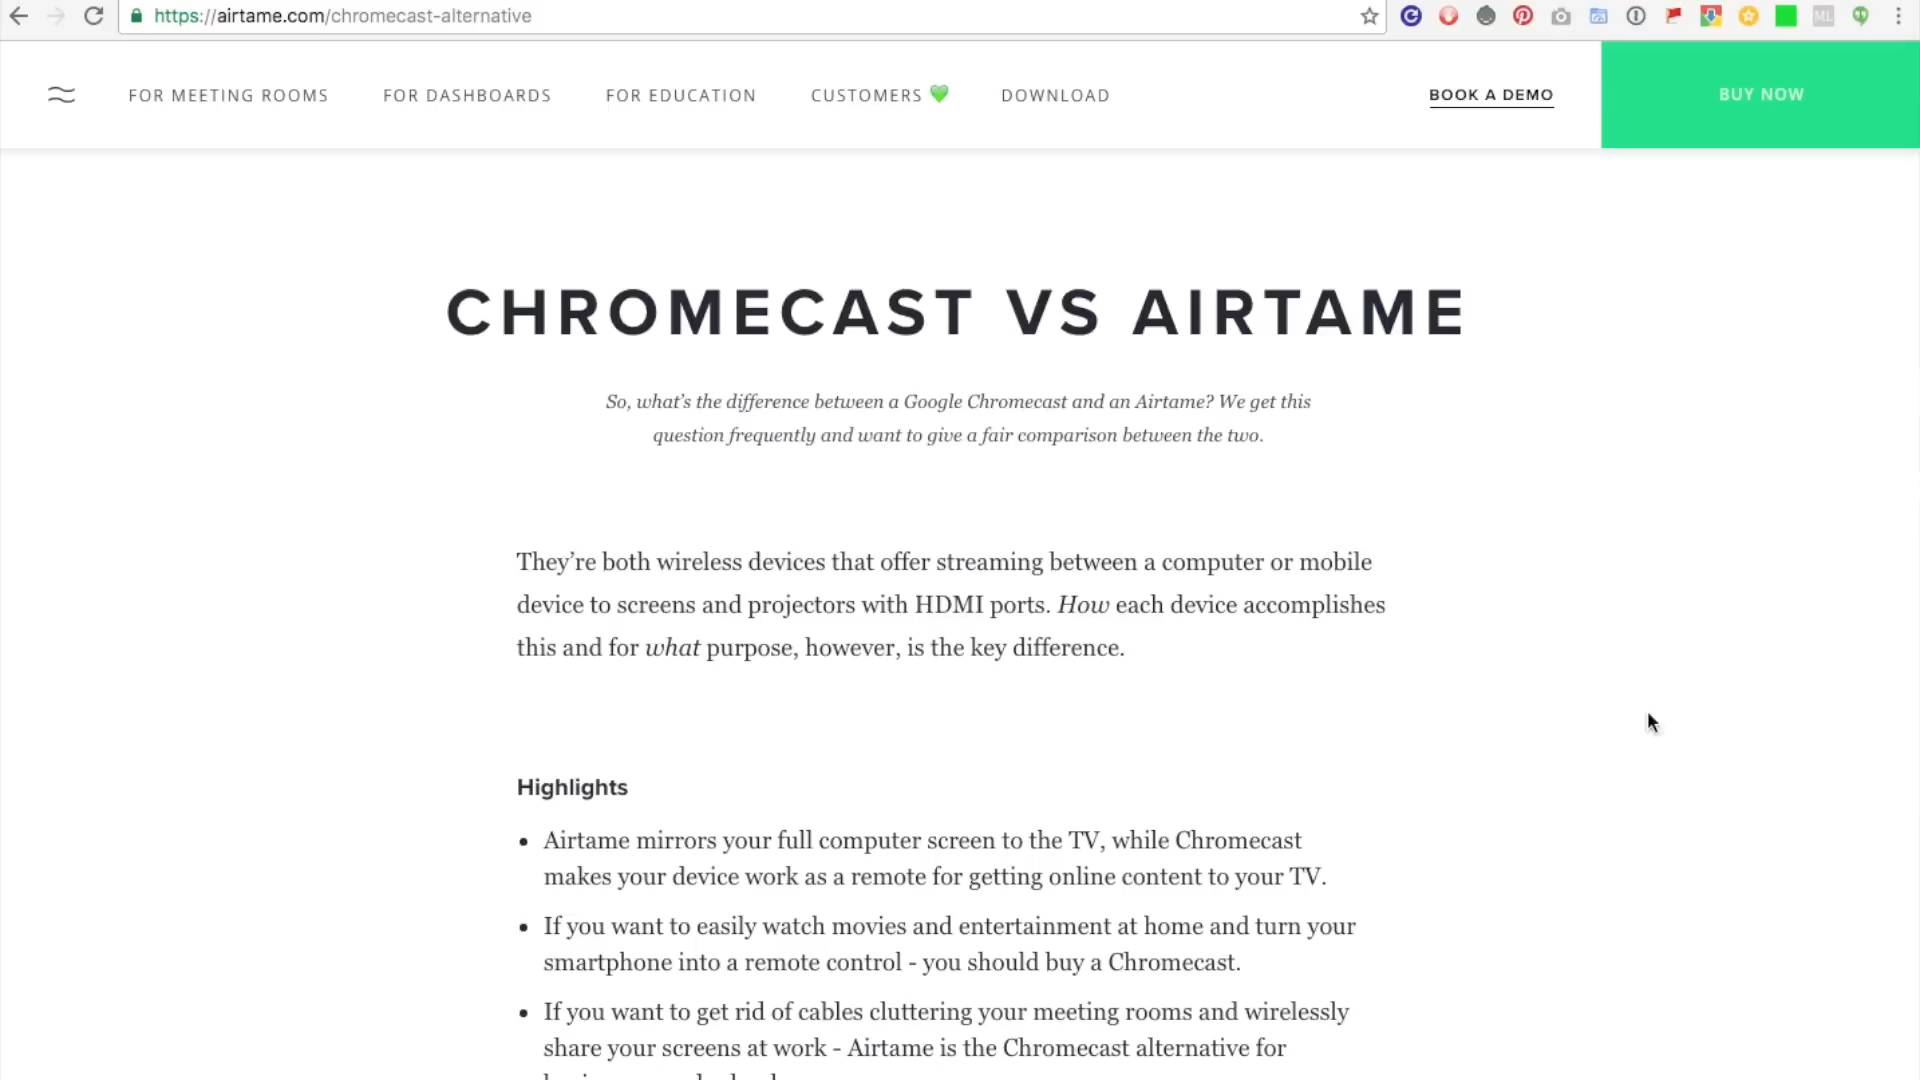 https://airtame.com/chromecast-alternative
FOR MEETING ROOMS FOR DASHBOARDS FOR EDUCATION CUSTOMERS 💚 DOWNLOAD BOOK A DEMO BUY NOW
CHROMECAST VS AIRTAME
So, what's the difference between a Google Chromecast and an Airtame? We get this
question frequently and want to give a fair comparison between the two.
They're both wireless devices that offer streaming between a computer or mobile
device to screens and projectors with HDMI ports. How each device accomplishes
this and for what purpose, however, is the key difference.
Highlights
• Airtame mirrors your full computer screen to the TV, while Chromecast
makes your device work as a remote for getting online content to your TV.
• If you want to easily watch movies and entertainment at home and turn your
smartphone into a remote control - you should buy a Chromecast.
• If you want to get rid of cables cluttering your meeting rooms and wirelessly
share your screens at work - Airtame is the Chromecast alternative for